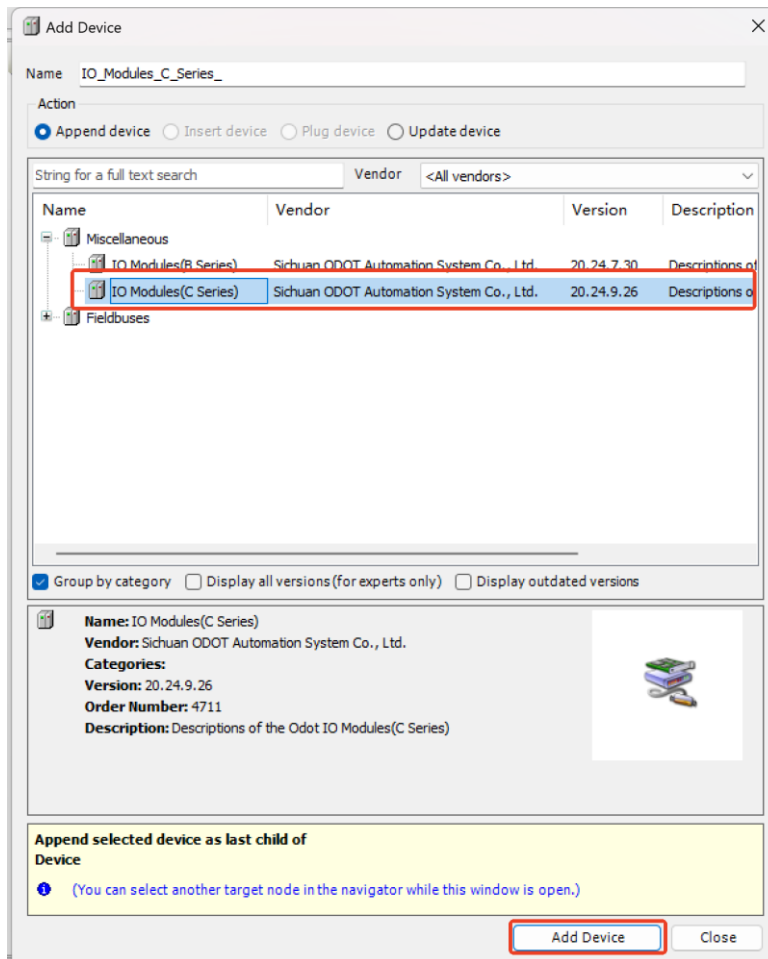 Add Device
Name IO_Modules_C_Series_
Action
Append device Insert device Plug device Update device
String for a full text search Vendor <All vendors>
Name Vendor Version Description
Miscellaneous
IO Modules(B Series) Sichuan ODOT Automation System Co., Ltd. 20.24.7.30 Descriptions of
IO Modules(C Series) Sichuan ODOT Automation System Co., Ltd. 20.24.9.26 Descriptions o
Fieldbuses
Group by category Display all versions (for experts only) Display outdated versions
Name: IO Modules(C Series)
Vendor: Sichuan ODOT Automation System Co., Ltd.
Categories:
Version: 20.24.9.26
Order Number: 4711
Description: Descriptions of the Odot IO Modules(C Series)
Append selected device as last child of
Device
(You can select another target node in the navigator while this window is open.)
Add Device Close